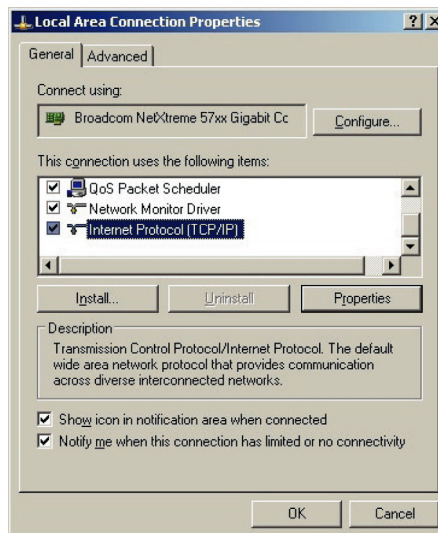 Local Area Connection Properties
General Advanced
Connect using:
Broadcom NetXtreme 57xx Gigabit Cc
Configure...
This connection uses the following items:
QoS Packet Scheduler
Network Monitor Driver
Internet Protocol (TCP/IP)
Install... Uninstall Properties
Description
Transmission Control Protocol/Internet Protocol. The default
wide area network protocol that provides communication
across diverse interconnected networks.
Show icon in notification area when connected
Notify me when this connection has limited or no connectivity
OK Cancel